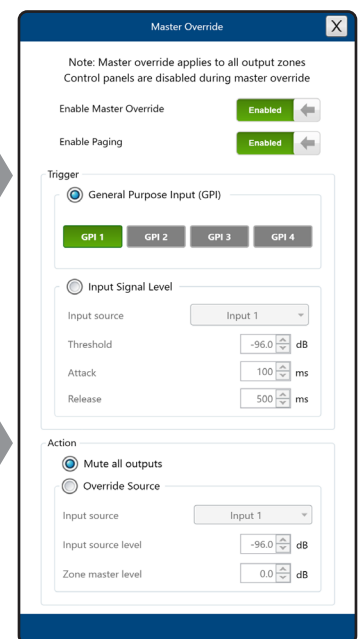 Master Override X
Note: Master override applies to all output zones
Control panels are disabled during master override
Enable Master Override Enabled
Enable Paging Enabled
Trigger
General Purpose Input (GPI)
GPI 1 GPI 2 GPI 3 GPI 4
Input Signal Level
Input source Input 1
Threshold -96.0 dB
Attack 100 ms
Release 500 ms
Action
Mute all outputs
Override Source
Input source Input 1
Input source level -96.0 dB
Zone master level 0.0 dB